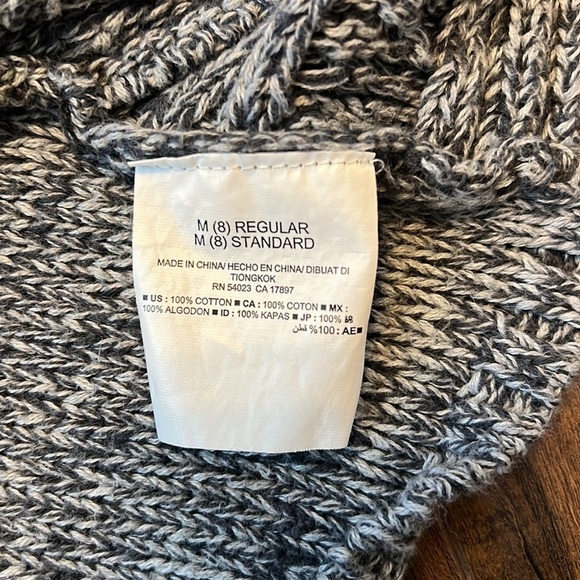 M (8) REGULAR
M (8) STANDARD
MADE IN CHINA/ HECHO EN CHINA/ DIBUAT DI
TIONGKOK
RN 54023 CA 17897
■ US : 100% COTTON ■ CA : 100% COTON ■ MX :
100% ALGODON ■ ID : 100% KAPAS ■ JP : 100% 綿
■AE : 100% قطن